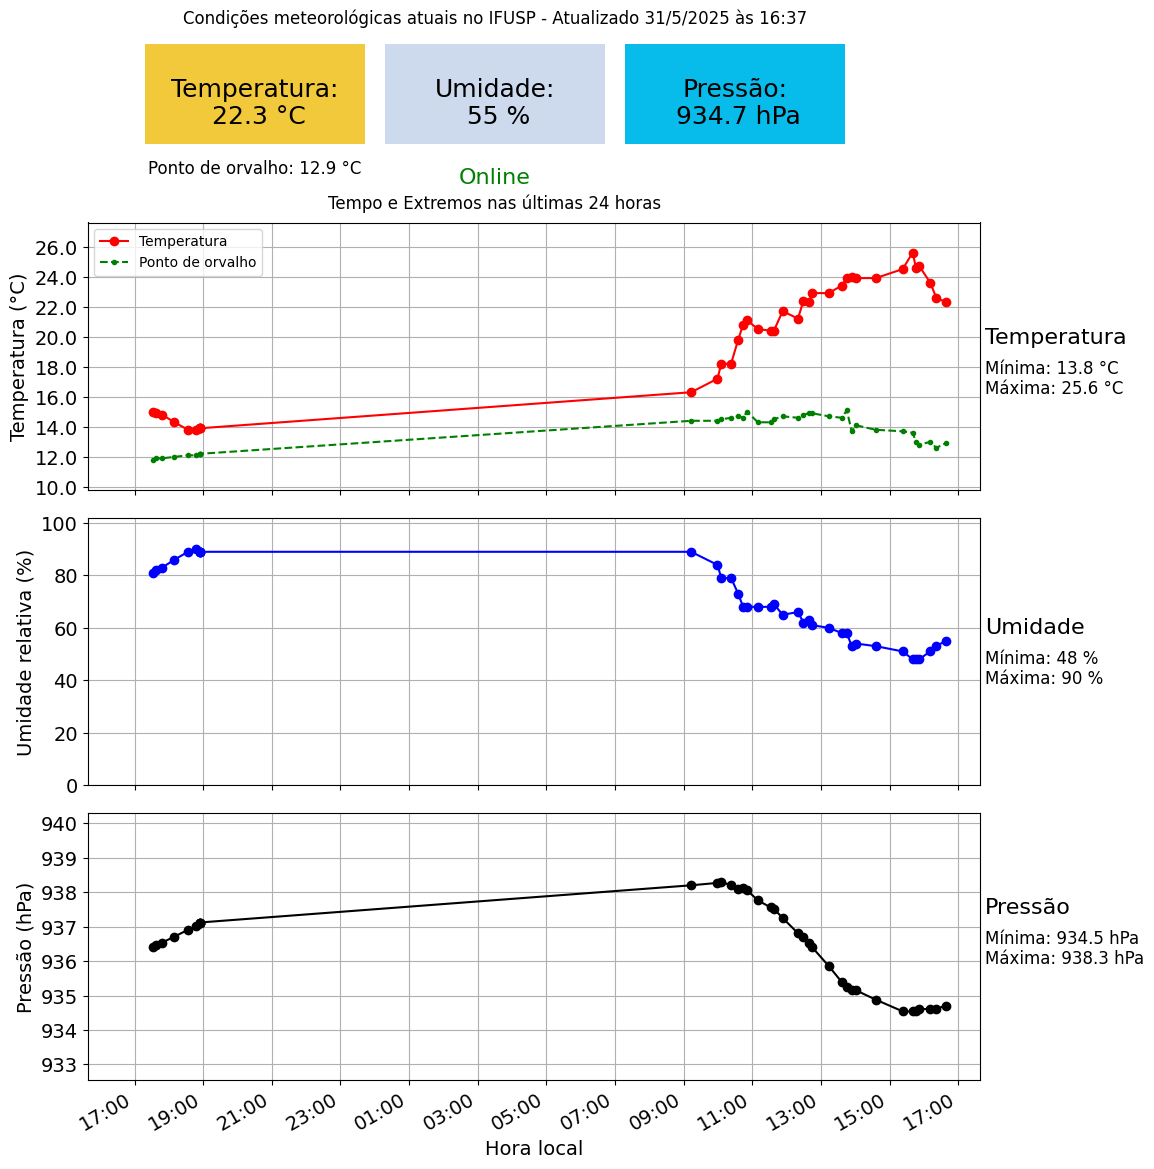 Condições meteorológicas atuais no IFUSP - Atualizado 31/5/2025 às 16:37
Temperatura:
22.3 °C
Umidade:
55 %
Pressão:
934.7 hPa
Ponto de orvalho: 12.9 °C
Online
Tempo e Extremos nas últimas 24 horas
Temperatura
Ponto de orvalho
Temperatura (°C)
26.0
24.0
22.0
20.0
18.0
16.0
14.0
12.0
10.0
Temperatura
Mínima: 13.8 °C
Máxima: 25.6 °C
Umidade relativa (%)
100
80
60
40
20
0
Umidade
Mínima: 48 %
Máxima: 90 %
Pressão (hPa)
940
939
938
937
936
935
934
933
Pressão
Mínima: 934.5 hPa
Máxima: 938.3 hPa
17:00 19:00 21:00 23:00 01:00 03:00 05:00 07:00 09:00 11:00 13:00 15:00 17:00
Hora local